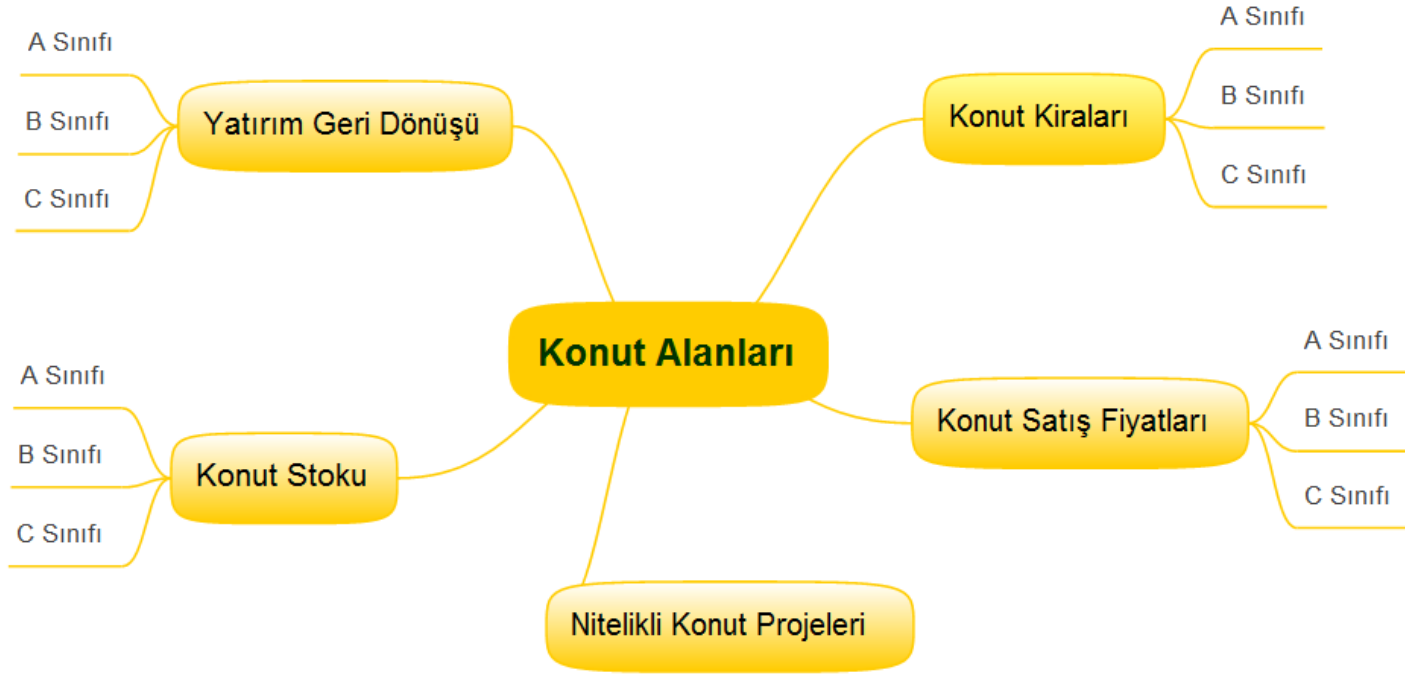 Konut Alanları
Konut Kiraları
A Sınıfı
B Sınıfı
C Sınıfı
Konut Satış Fiyatları
A Sınıfı
B Sınıfı
C Sınıfı
Nitelikli Konut Projeleri
Konut Stoku
A Sınıfı
B Sınıfı
C Sınıfı
Yatırım Geri Dönüşü
A Sınıfı
B Sınıfı
C Sınıfı